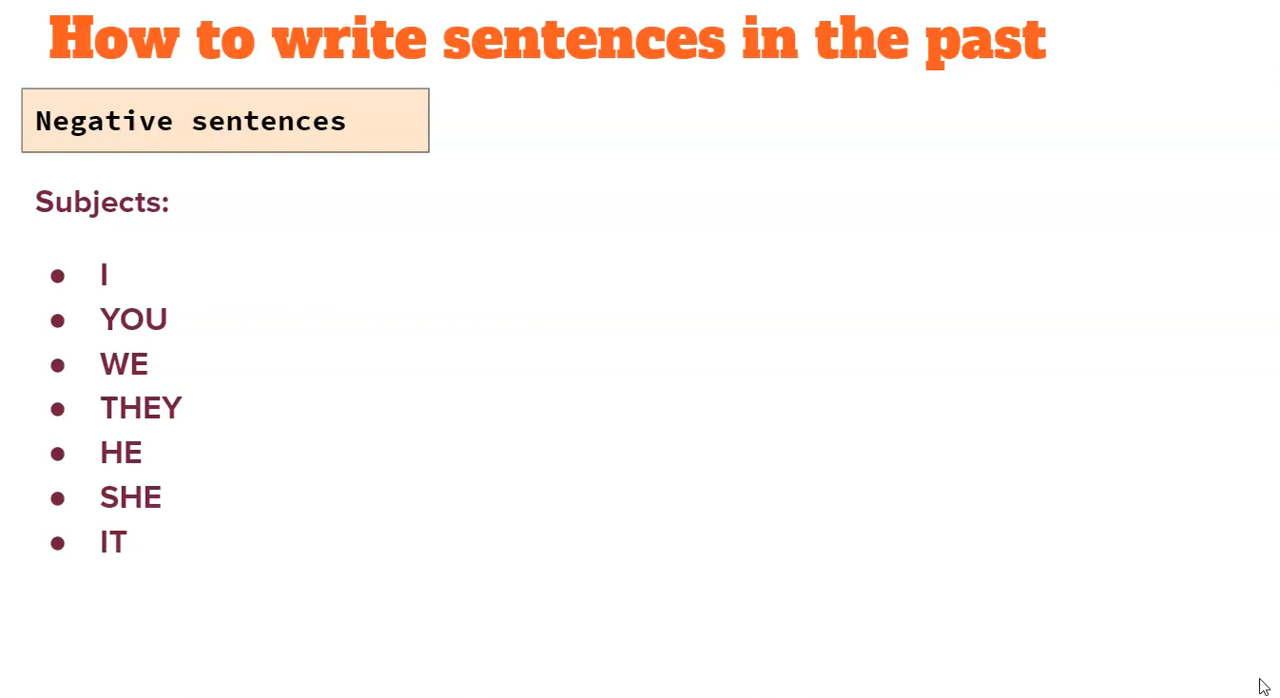 How to write sentences in the past
Negative sentences
Subjects:
● I
● YOU
● WE
● THEY
● HE
● SHE
● IT